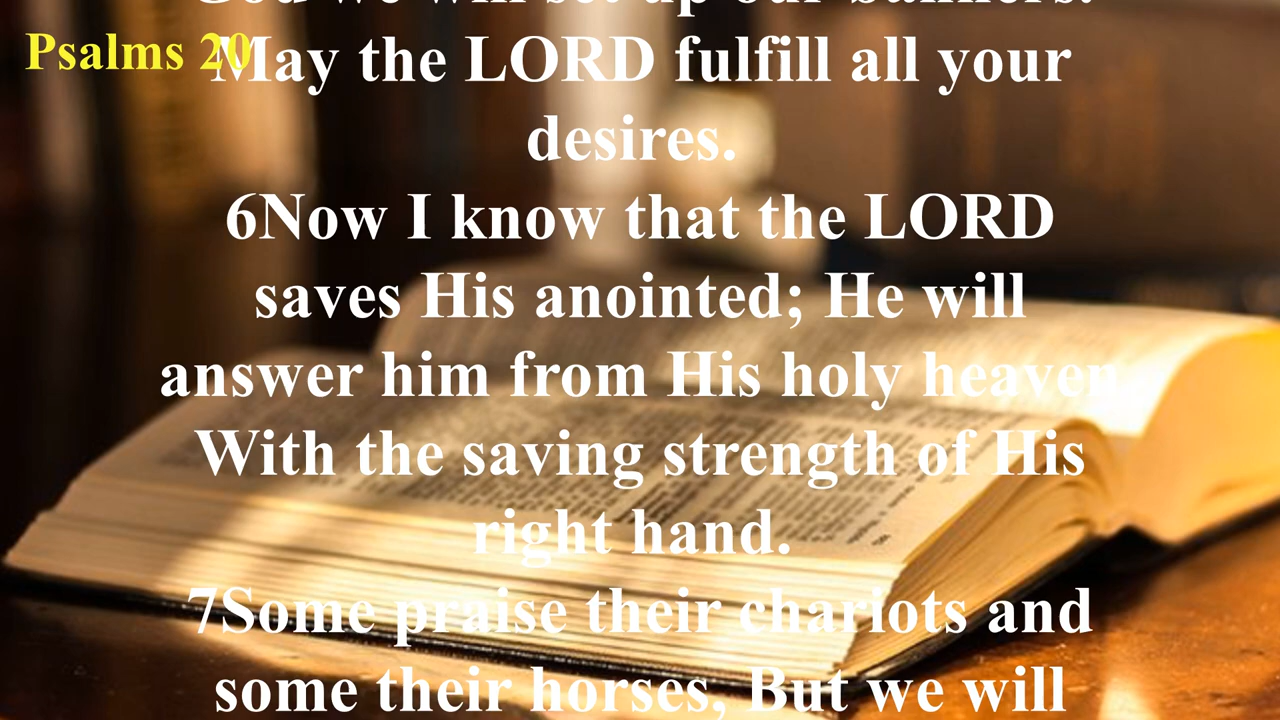 God we will set up our banners.
Psalms 20
May the LORD fulfill all your
desires.
6Now I know that the LORD
saves His anointed; He will
answer him from His holy heaven
With the saving strength of His
right hand.
7Some praise their chariots and
some their horses, But we will